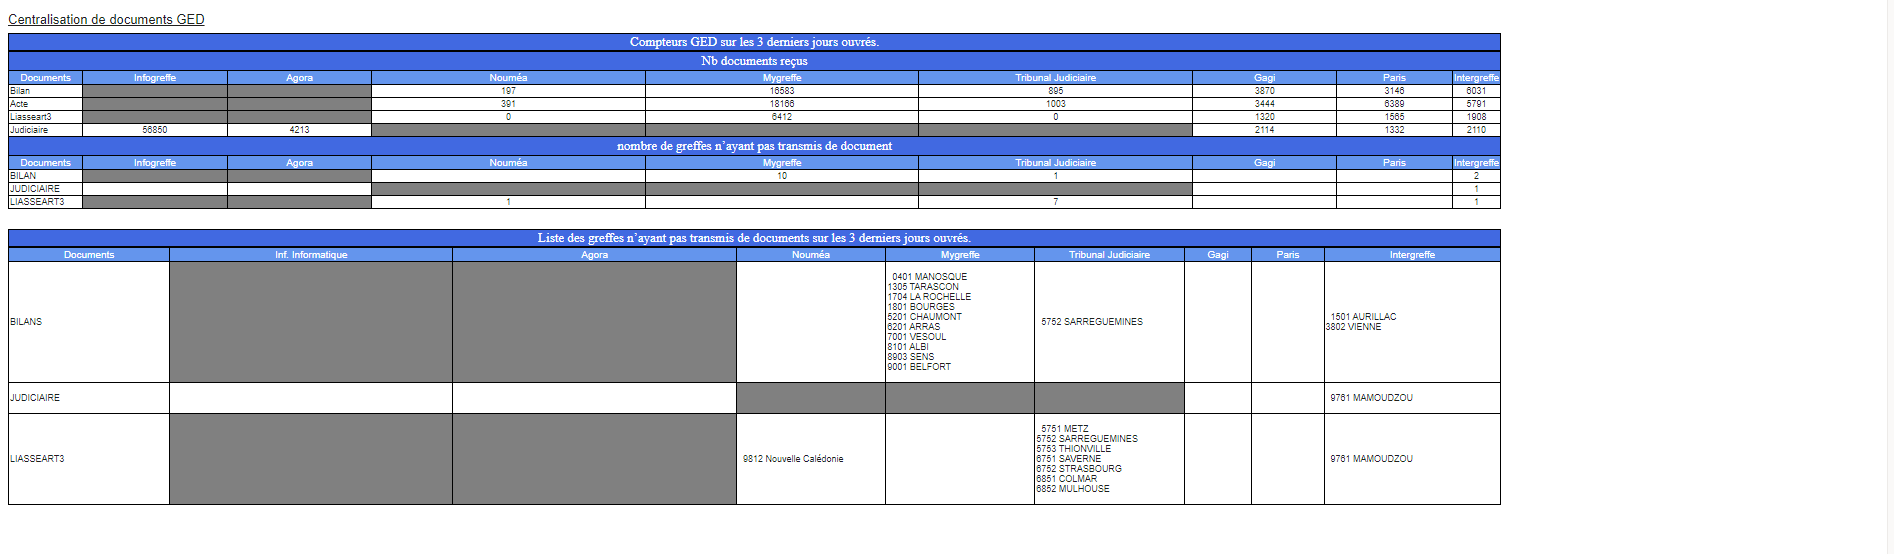 Centralisation de documents GED
Compteurs GED sur les 3 derniers jours ouvrés.
Nb documents reçus
Documents Infogreffe Agora Nouméa Mygreffe Tribunal Judiciaire Gagi Paris Intergreffe
Bilan 197 16583 895 3870 3146 6031
Acte 391 18166 1003 3444 6389 5791
Liasseart3 0 6412 0 1320 1565 1908
Judiciaire 56850 4213 2114 1332 2110
nombre de greffes n’ayant pas transmis de document
Documents Infogreffe Agora Nouméa Mygreffe Tribunal Judiciaire Gagi Paris Intergreffe
BILAN 10 1 2
JUDICIAIRE 1
LIASSEART3 1 7 1
Liste des greffes n’ayant pas transmis de documents sur les 3 derniers jours ouvrés.
Documents Inf. Informatique Agora Nouméa Mygreffe Tribunal Judiciaire Gagi Paris Intergreffe
BILANS
0401 MANOSQUE
1305 TARASCON
1704 LA ROCHELLE
1801 BOURGES
5201 CHAUMONT
6201 ARRAS
7001 VESOUL
8101 ALBI
8903 SENS
9001 BELFORT
5752 SARREGUEMINES
1501 AURILLAC
3802 VIENNE
JUDICIAIRE 9761 MAMOUDZOU
LIASSEART3
9812 Nouvelle Calédonie
5751 METZ
5752 SARREGUEMINES
5753 THIONVILLE
6751 SAVERNE
6752 STRASBOURG
6851 COLMAR
6852 MULHOUSE
9761 MAMOUDZOU